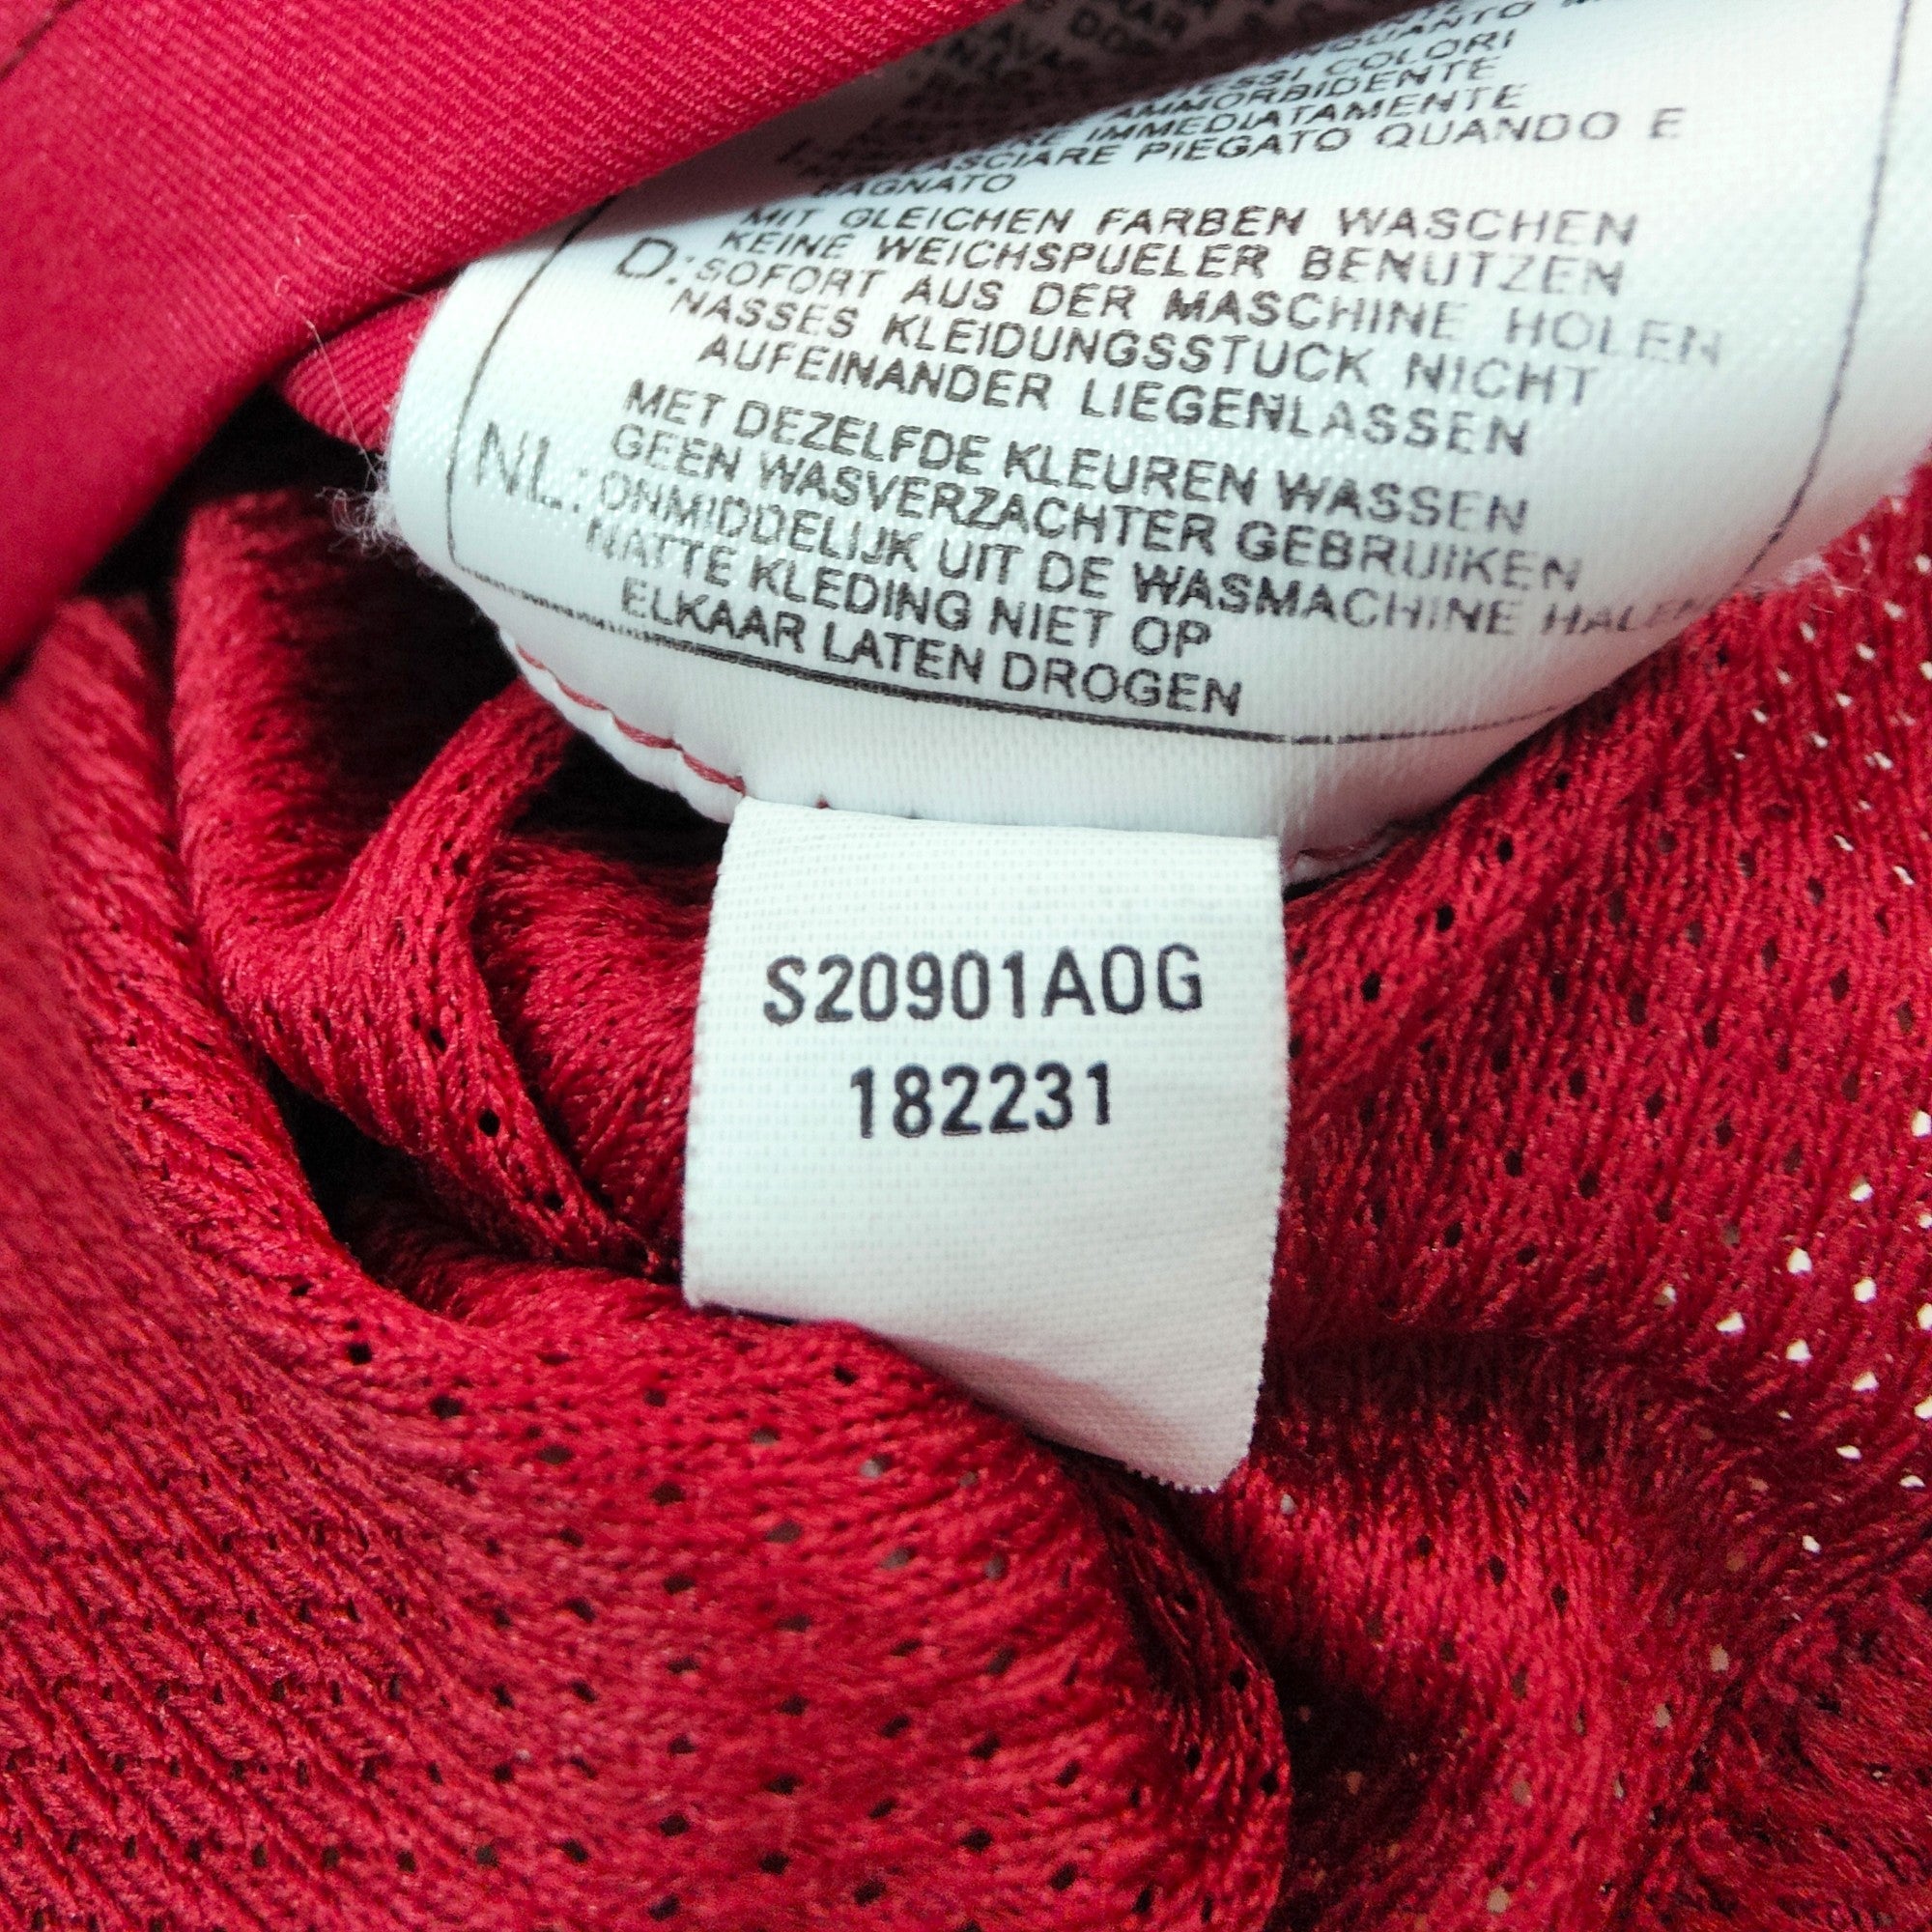 COLORI
AMMORBIDENTE
IMMEDIATAMENTE
PIEGATO QUANDO E
BAGNATO
MIT GLEICHEN FARBEN WASCHEN
KEINE WEICHSPUELER BENUTZEN
D: SOFORT AUS DER MASCHINE HOLEN
NASSES KLEIDUNGSSTUCK NICHT
AUFEINANDER LIEGENLASSEN
MET DEZELFDE KLEUREN WASSEN
GEEN WASVERZACHTER GEBRUIKEN
NL: ONMIDDELIJK UIT DE WASMACHINE HALEN
NATTE KLEDING NIET OP
ELKAAR LATEN DROGEN
S20901AOG
182231